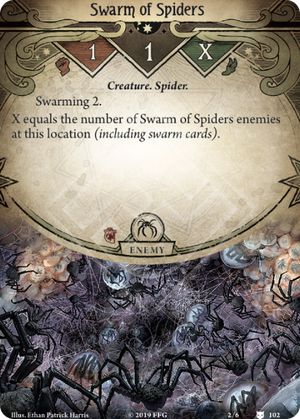 Swarm of Spiders
1 1 X
Creature. Spider.
Swarming 2.
X equals the number of Swarm of Spiders enemies
at this location (including swarm cards).
ENEMY
Illus. Ethan Patrick Harris © 2019 FFG 2/6 102